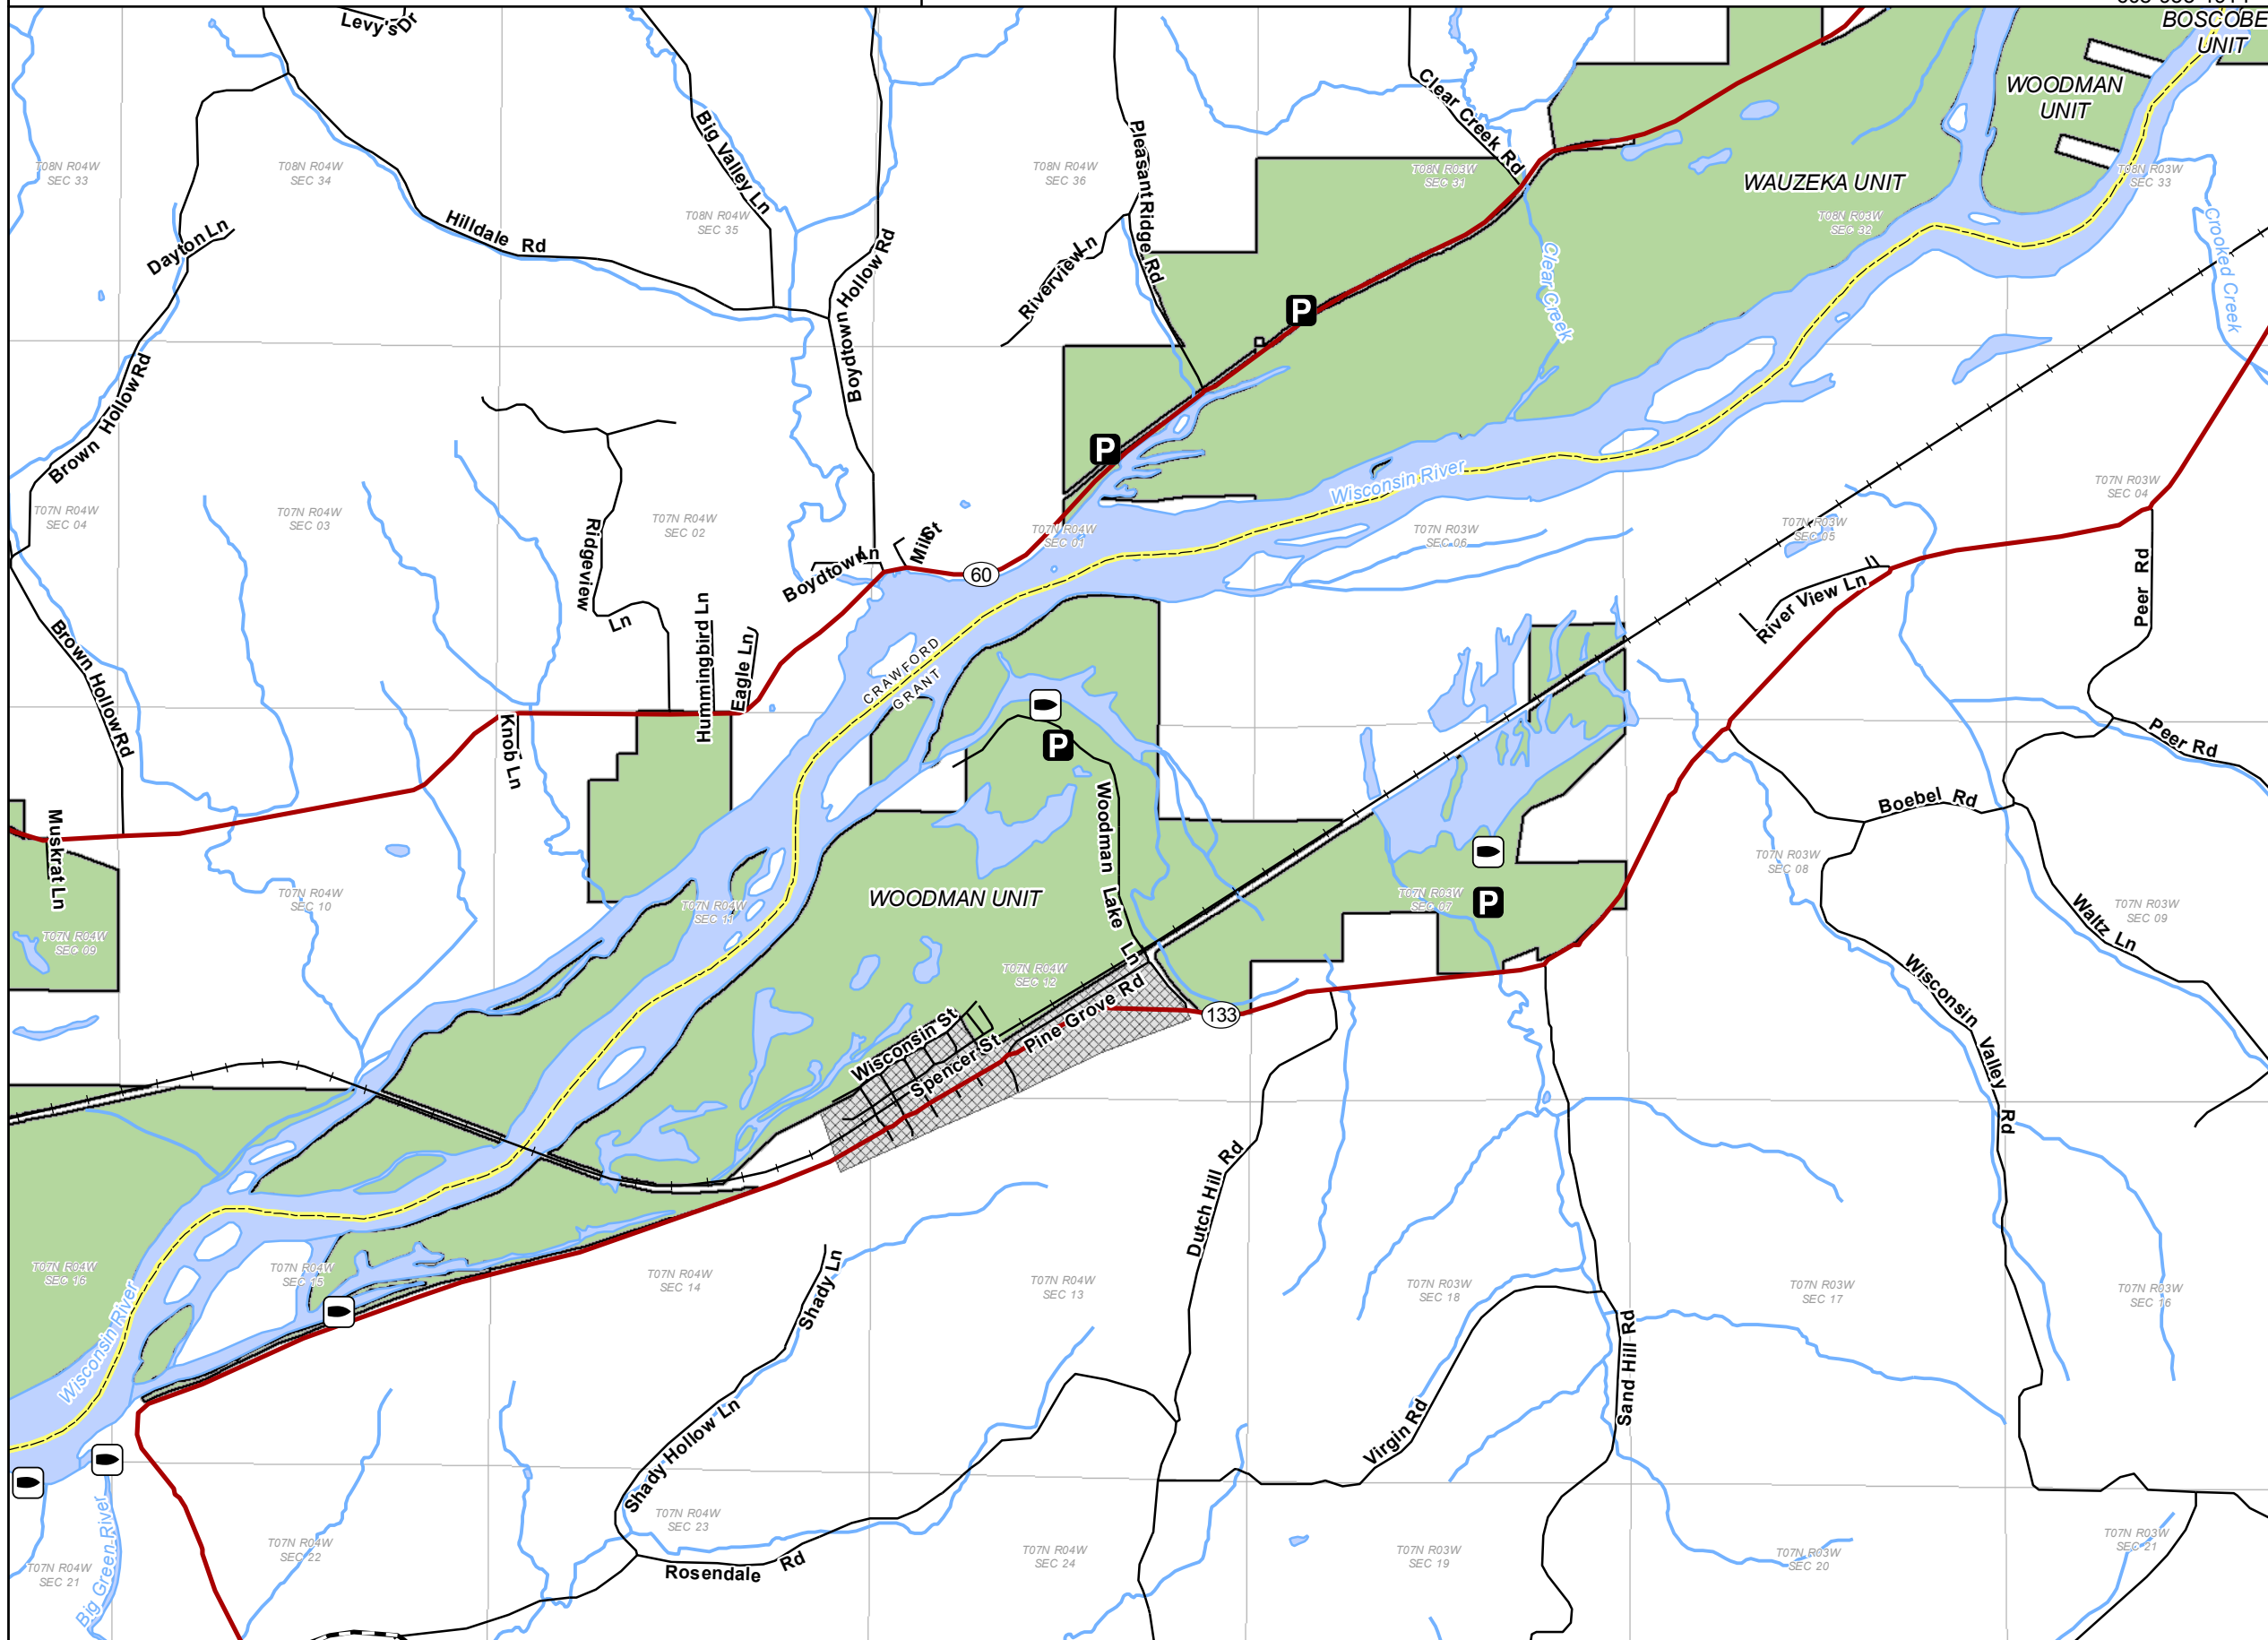 Levy's Dr
BOSCOBE
UNIT
WOODMAN
UNIT
Clear Creek Rd
Big Valley Ln
Pleasant Ridge Rd
T08N R04W
SEC 33
T08N R04W
SEC 34
T08N R04W
SEC 36
T08N R03W
SEC 31
WAUZEKA UNIT
T08N R03W
SEC 33
T08N R04W
SEC 35
T08N R03W
SEC 32
Dayton Ln
Hilldale Rd
Boydtown Hollow Rd
Riverview Ln
Clear Creek
Crooked Creek
P
Brown Hollow Rd
P
Wisconsin River
T07N R04W
SEC 04
T07N R04W
SEC 03
T07N R04W
SEC 02
T07N R04W
SEC 01
T07N R03W
SEC 06
T07N R03W
SEC 05
T07N R03W
SEC 04
Ridgeview
Ln
Boydtown Ln
Mill St
60
River View Ln
Peer Rd
Brown Hollow Rd
Hummingbird Ln
Eagle Ln
CRAWFORD
GRANT
Knob Ln
P
Peer Rd
Muskrat Ln
Woodman Lake Ln
Boebel Rd
T07N R04W
SEC 09
T07N R04W
SEC 10
T07N R04W
SEC 11
WOODMAN UNIT
T07N R03W
SEC 07
P
T07N R03W
SEC 08
T07N R03W
SEC 09
Waltz Ln
T07N R04W
SEC 12
Wisconsin St
Spencer St
Pine Grove Rd
133
Wisconsin Valley Rd
Dutch Hill Rd
T07N R04W
SEC 16
T07N R04W
SEC 15
T07N R04W
SEC 14
T07N R04W
SEC 13
T07N R03W
SEC 18
T07N R03W
SEC 17
T07N R03W
SEC 16
Wisconsin River
Shady Ln
Sand Hill Rd
Shady Hollow Ln
Virgin Rd
Big Green River
T07N R04W
SEC 21
T07N R04W
SEC 22
T07N R04W
SEC 23
Rosendale Rd
T07N R04W
SEC 24
T07N R03W
SEC 19
T07N R03W
SEC 20
T07N R03W
SEC 21